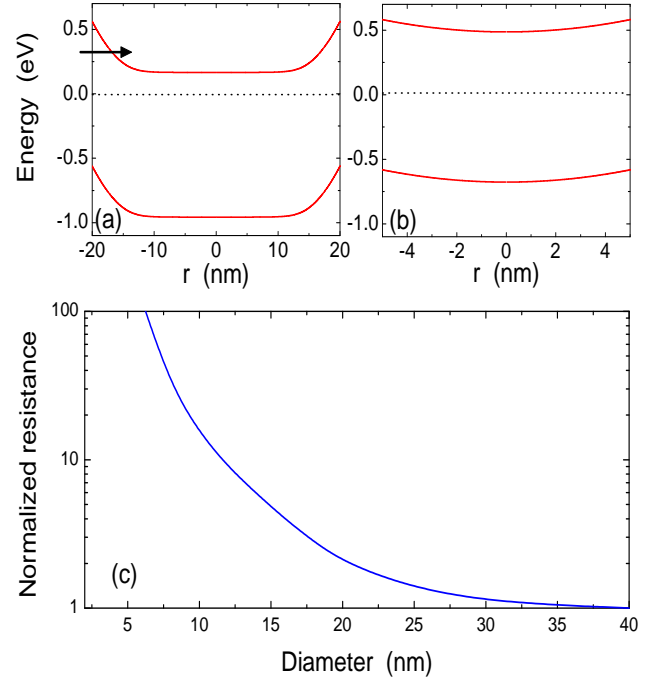 0.5
0.0
-0.5
-1.0
Energy (eV)
(a)
-20 -10 0 10 20
r (nm)
0.5
0.0
-0.5
-1.0
(b)
-4 -2 0 2 4
r (nm)
100
10
1
Normalized resistance
(c)
5 10 15 20 25 30 35 40
Diameter (nm)